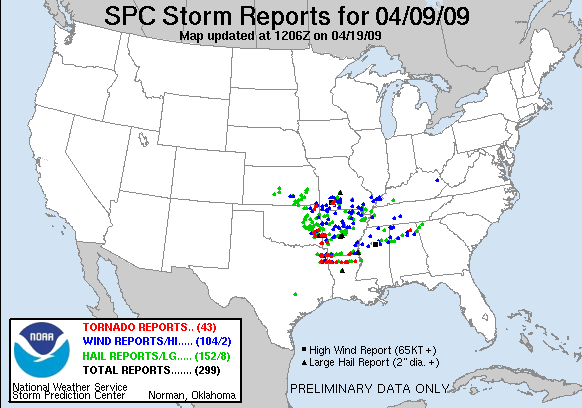 SPC Storm Reports for 04/09/09
Map updated at 1206Z on 04/19/09
TORNADO REPORTS.. (43)
WIND REPORTS/HI..... (104/2)
HAIL REPORTS/LG..... (152/8)
TOTAL REPORTS....... (299)
NOAA
National Weather Service
Storm Prediction Center Norman, Oklahoma
High Wind Report (65KT +)
Large Hail Report (2" dia. +)
PRELIMINARY DATA ONLY